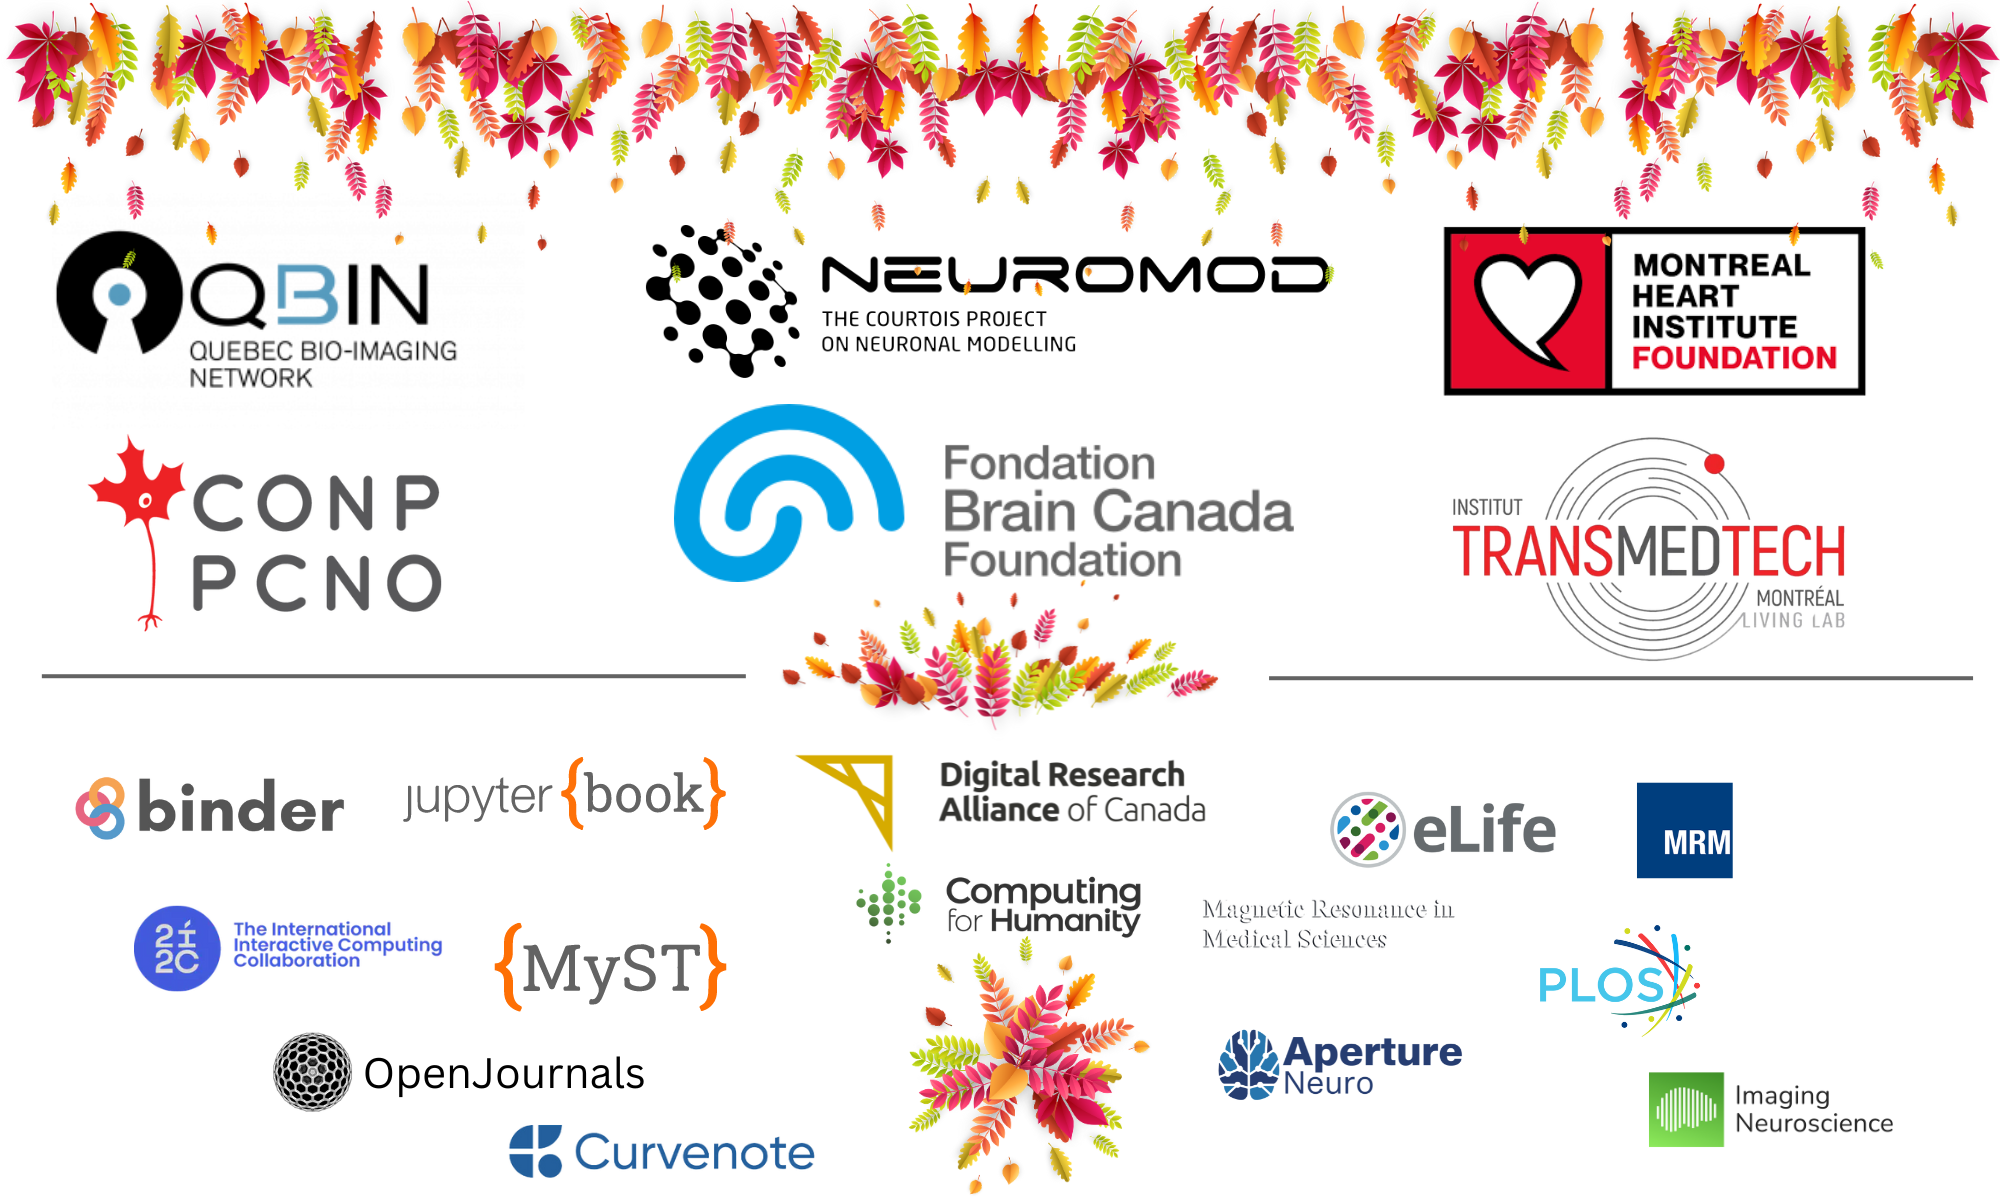 QBIN
QUEBEC BIO-IMAGING
NETWORK
NEUROMOD
THE COURTOIS PROJECT
ON NEURONAL MODELLING
MONTREAL
HEART
INSTITUTE
FOUNDATION
CONP
PCNO
Fondation
Brain Canada
Foundation
INSTITUT
TRANSMEDTECH
MONTRÉAL
LIVING LAB
binder
jupyter {book}
Digital Research
Alliance of Canada
eLife
MRM
2i2c
The International
Interactive Computing
Collaboration
{MyST}
Computing
for Humanity
Magnetic Resonance in
Medical Sciences
PLOS
OpenJournals
Aperture
Neuro
Curvenote
Imaging
Neuroscience